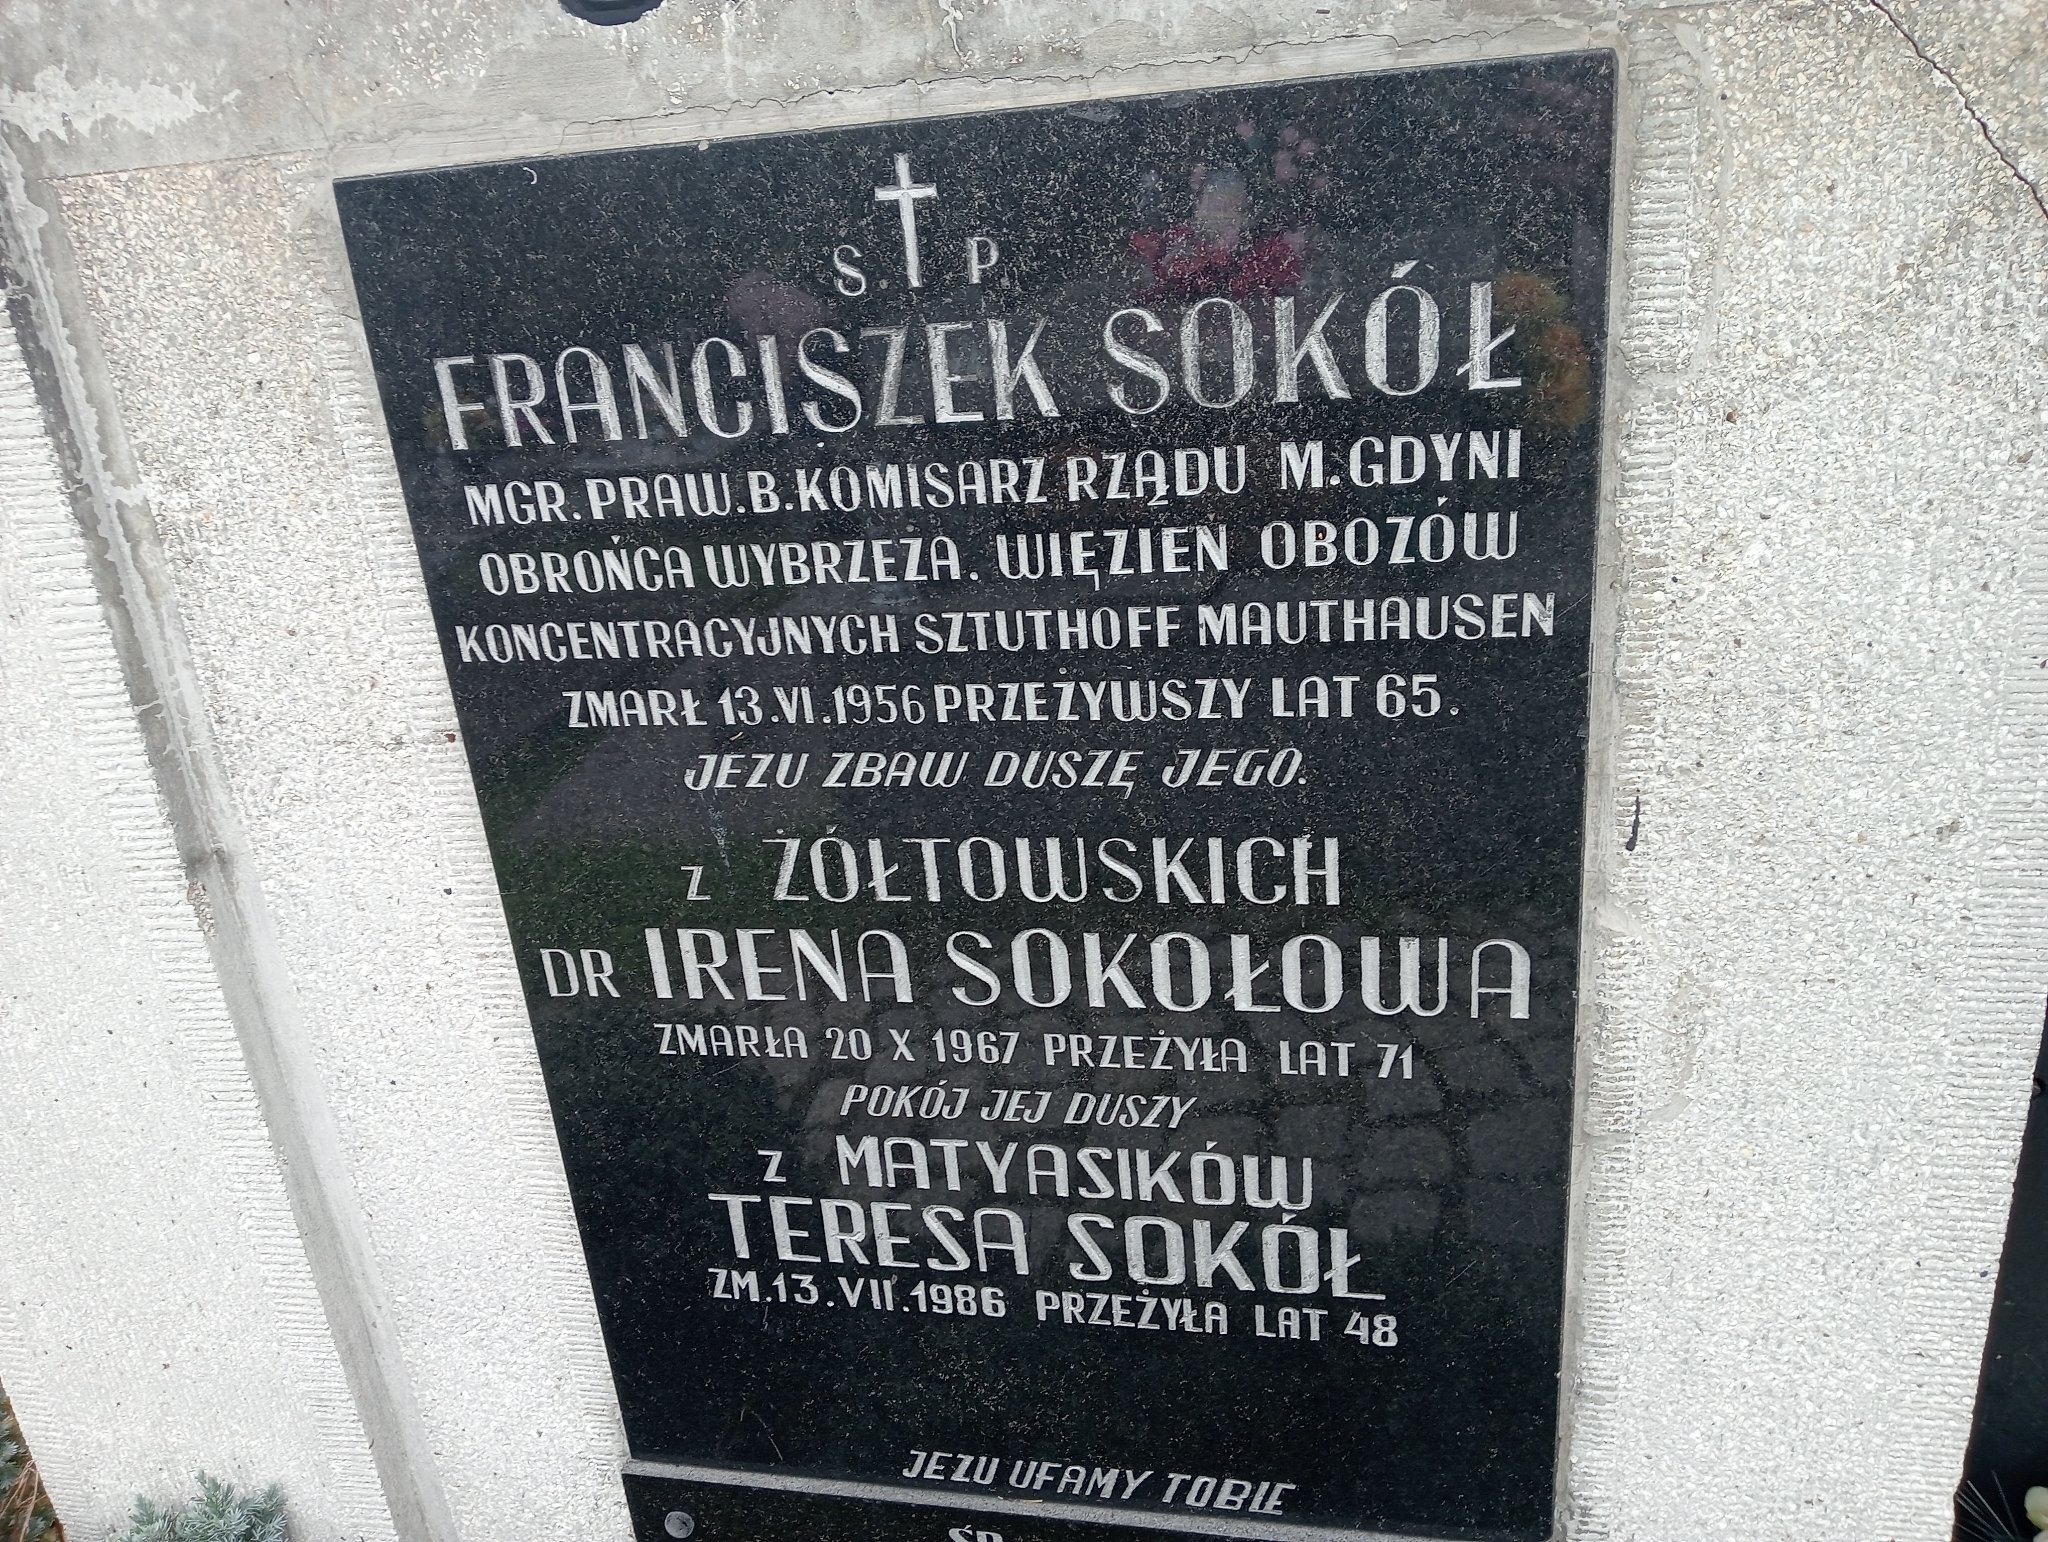 S P
FRANCISZEK SOKÓŁ
MGR.PRAW.B.KOMISARZ RZĄDU M.GDYNI
OBROŃCA WYBRZEŻA. WIĘZIEŃ OBOZÓW
KONCENTRACYJNYCH SZTUTHOFF MAUTHAUSEN
ZMARŁ 13.VI.1956 PRZEŻYWSZY LAT 65.
JEZU ZBAW DUSZĘ JEGO.
Z ŻÓŁTOWSKICH
DR IRENA SOKOŁOWA
ZMARŁA 20 X 1967 PRZEŻYŁA LAT 71
POKÓJ JEJ DUSZY
Z MATYASIKÓW
TERESA SOKÓŁ
ZM.13.VII.1986 PRZEŻYŁA LAT 48
JEZU UFAMY TOBIE
ŚP